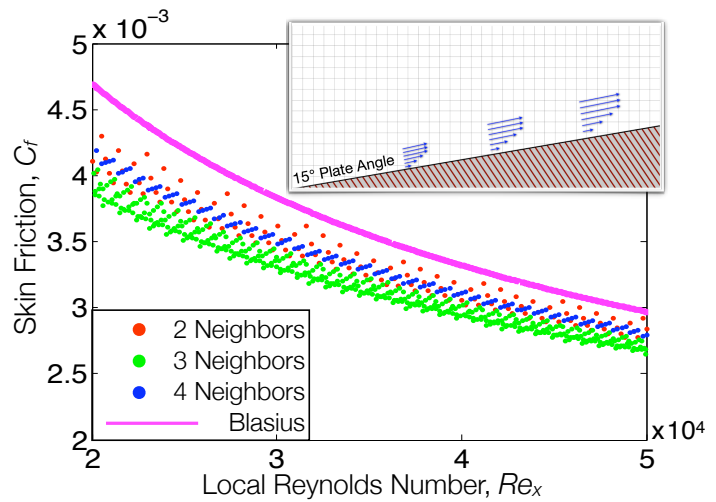 x 10⁻³
5
4.5
4
3.5
3
2.5
2
Skin Friction, C_f
15° Plate Angle
2 Neighbors
3 Neighbors
4 Neighbors
Blasius
2
3
4
5
x10⁴
Local Reynolds Number, Re_x